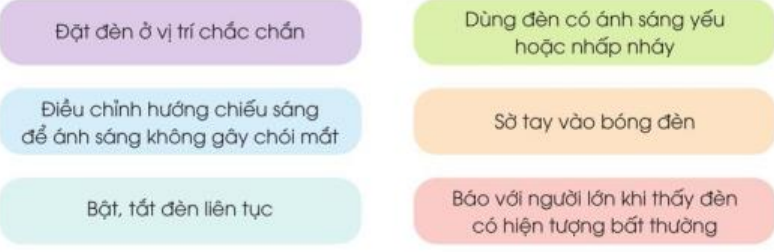 Đặt đèn ở vị trí chắc chắn
Dùng đèn có ánh sáng yếu
hoặc nhấp nháy
Điều chỉnh hướng chiếu sáng
để ánh sáng không gây chói mắt
Sờ tay vào bóng đèn
Bật, tắt đèn liên tục
Báo với người lớn khi thấy đèn
có hiện tượng bất thường